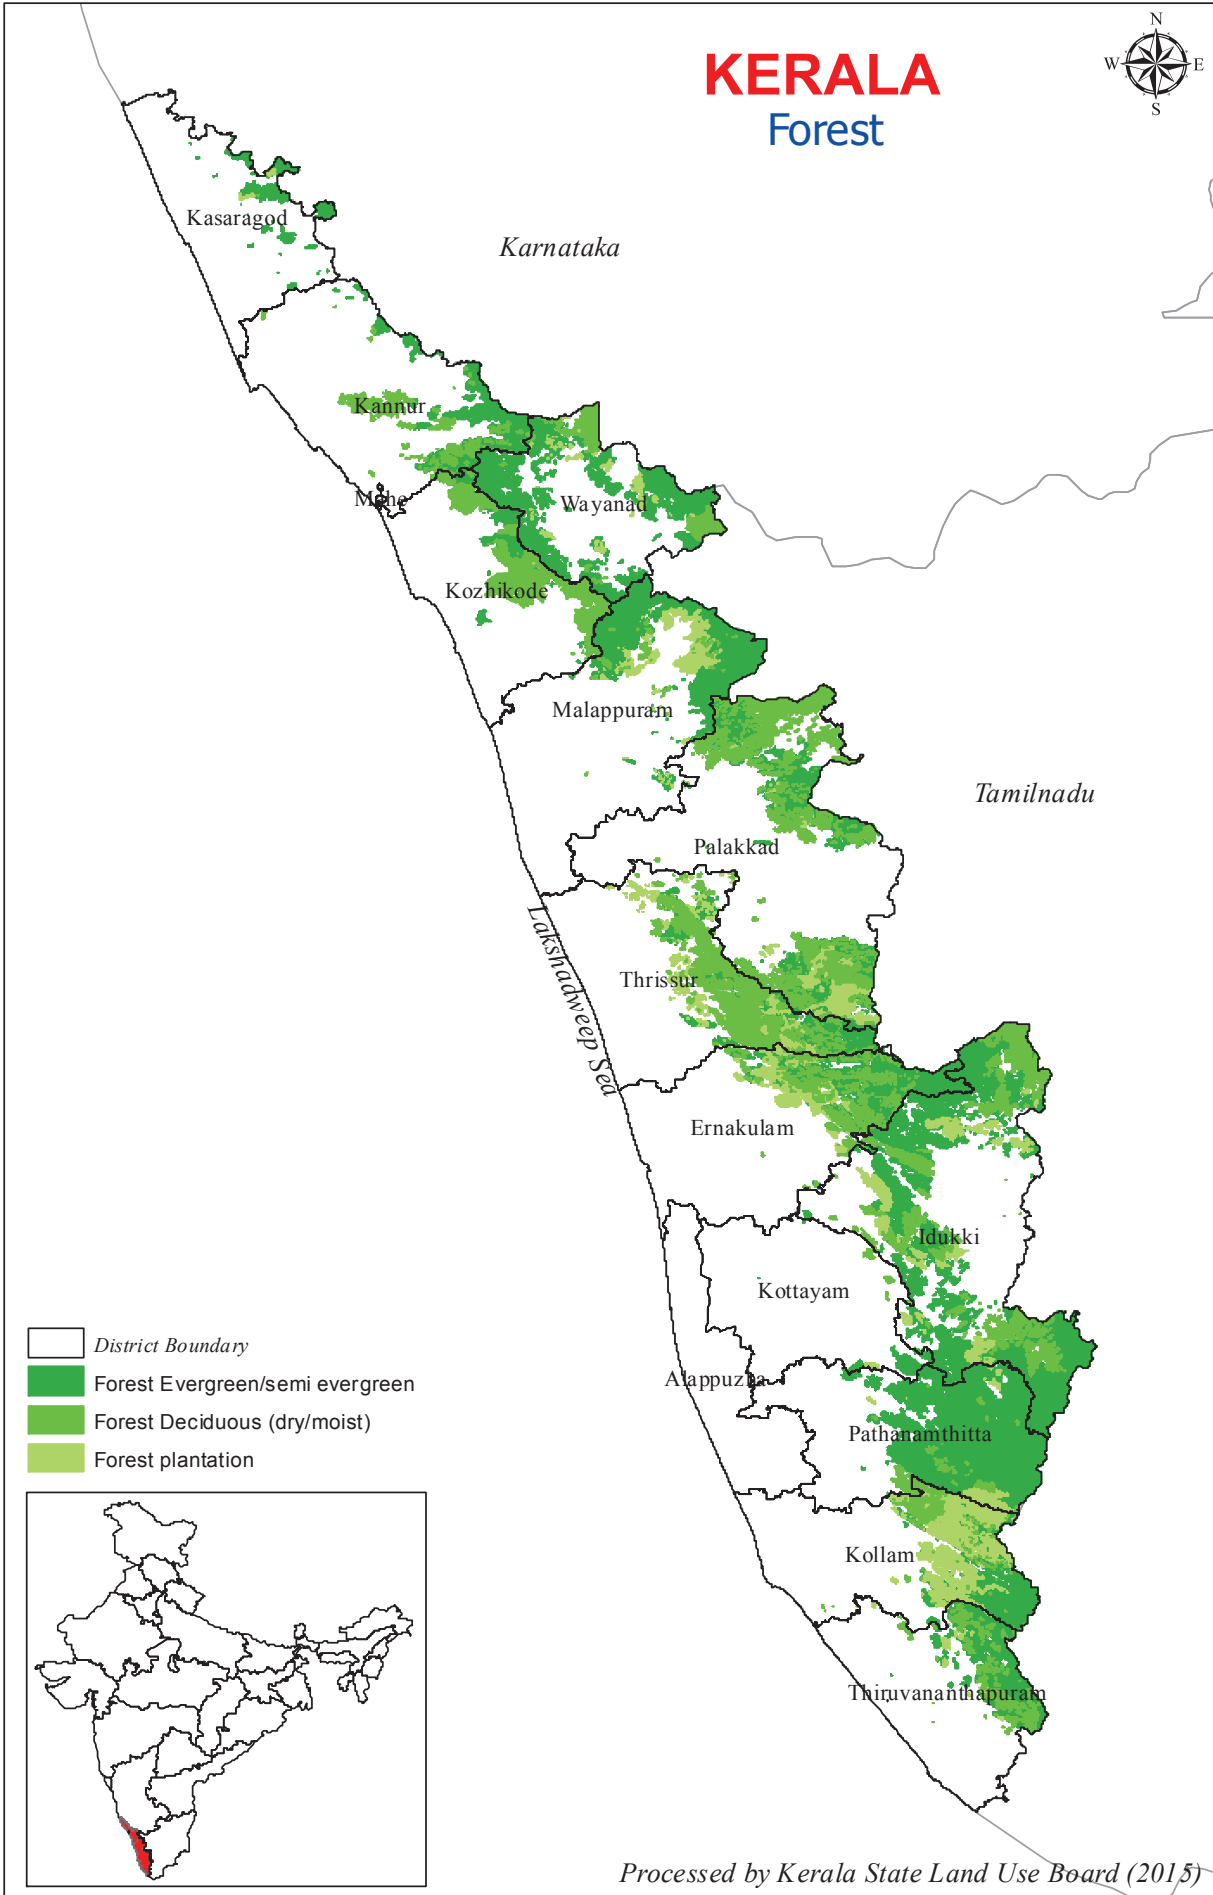 KERALA
Forest
N
W
E
S
Kasaragod
Karnataka
Kannur
Mahe
Wayanad
Kozhikode
Malappuram
Tamilnadu
Palakkad
Lakshadweep Sea
Thrissur
Ernakulam
Idukki
Kottayam
Alappuzha
Pathanamthitta
Kollam
Thiruvananthapuram
District Boundary
Forest Evergreen/semi evergreen
Forest Deciduous (dry/moist)
Forest plantation
Processed by Kerala State Land Use Board (2015)